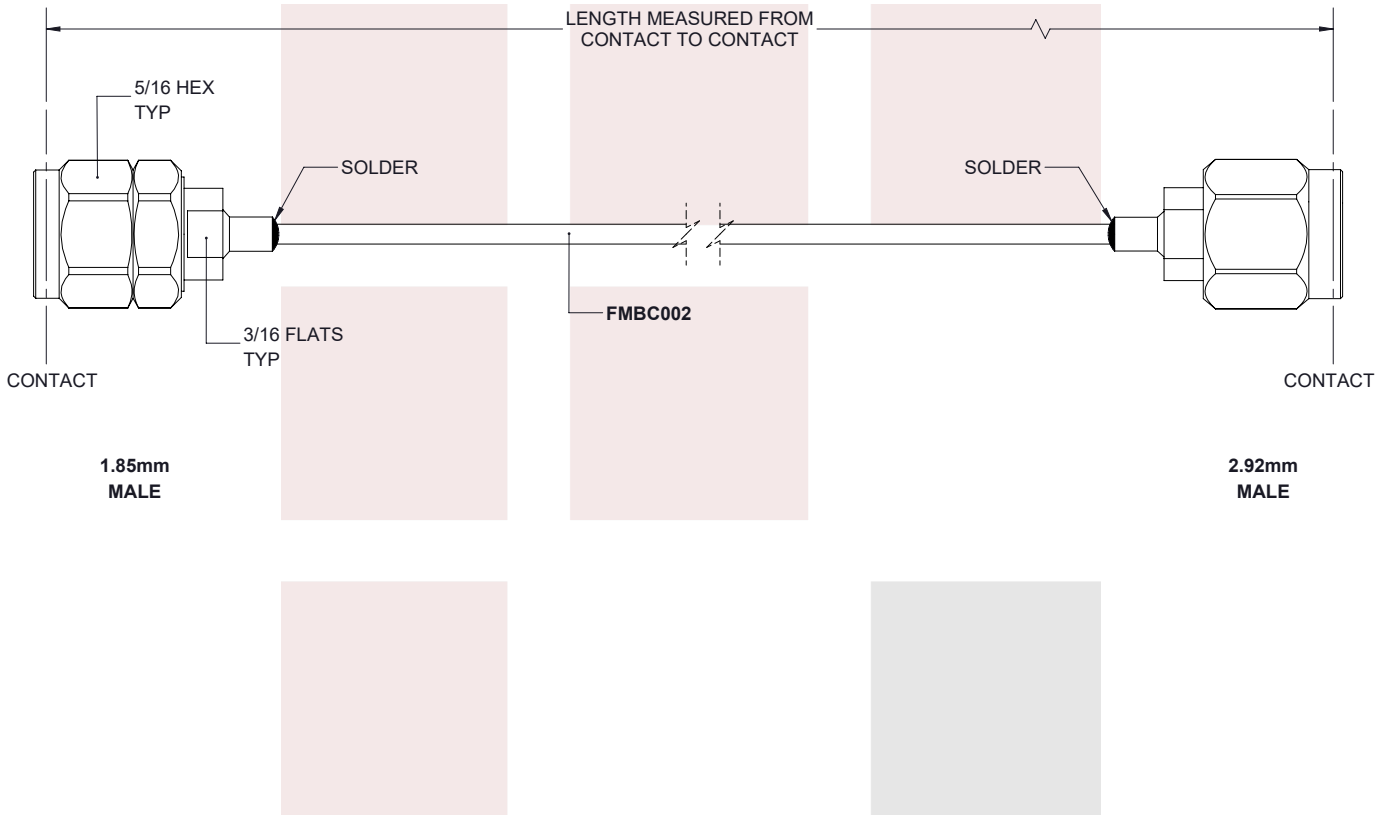 LENGTH MEASURED FROM
CONTACT TO CONTACT
5/16 HEX
TYP
SOLDER
SOLDER
FMBC002
3/16 FLATS
TYP
CONTACT
CONTACT
1.85mm
MALE
2.92mm
MALE